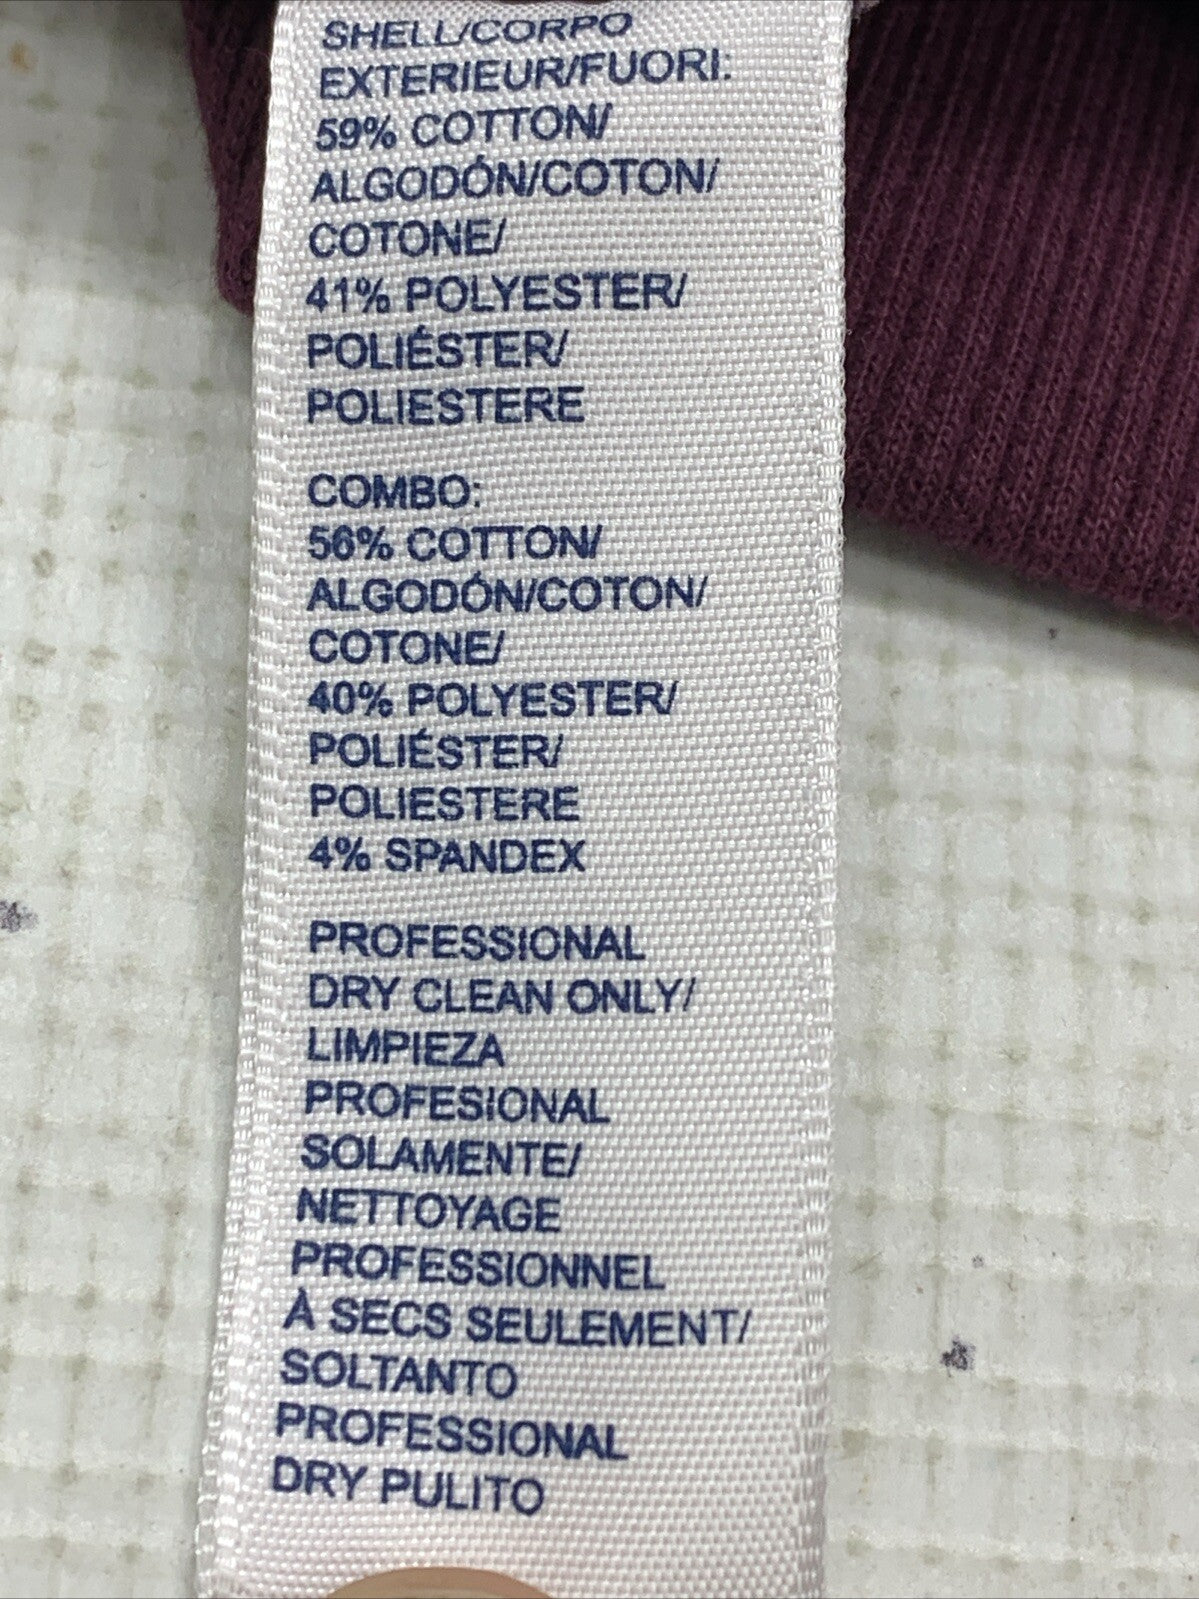 SHELL/CORPO
EXTERIEUR/FUORI:
59% COTTON/
ALGODÓN/COTON/
COTONE/
41% POLYESTER/
POLIÉSTER/
POLIESTERE
COMBO:
56% COTTON/
ALGODÓN/COTON/
COTONE/
40% POLYESTER/
POLIÉSTER/
POLIESTERE
4% SPANDEX
PROFESSIONAL
DRY CLEAN ONLY/
LIMPIEZA
PROFESIONAL
SOLAMENTE/
NETTOYAGE
PROFESSIONNEL
À SECS SEULEMENT/
SOLTANTO
PROFESSIONAL
DRY PULITO